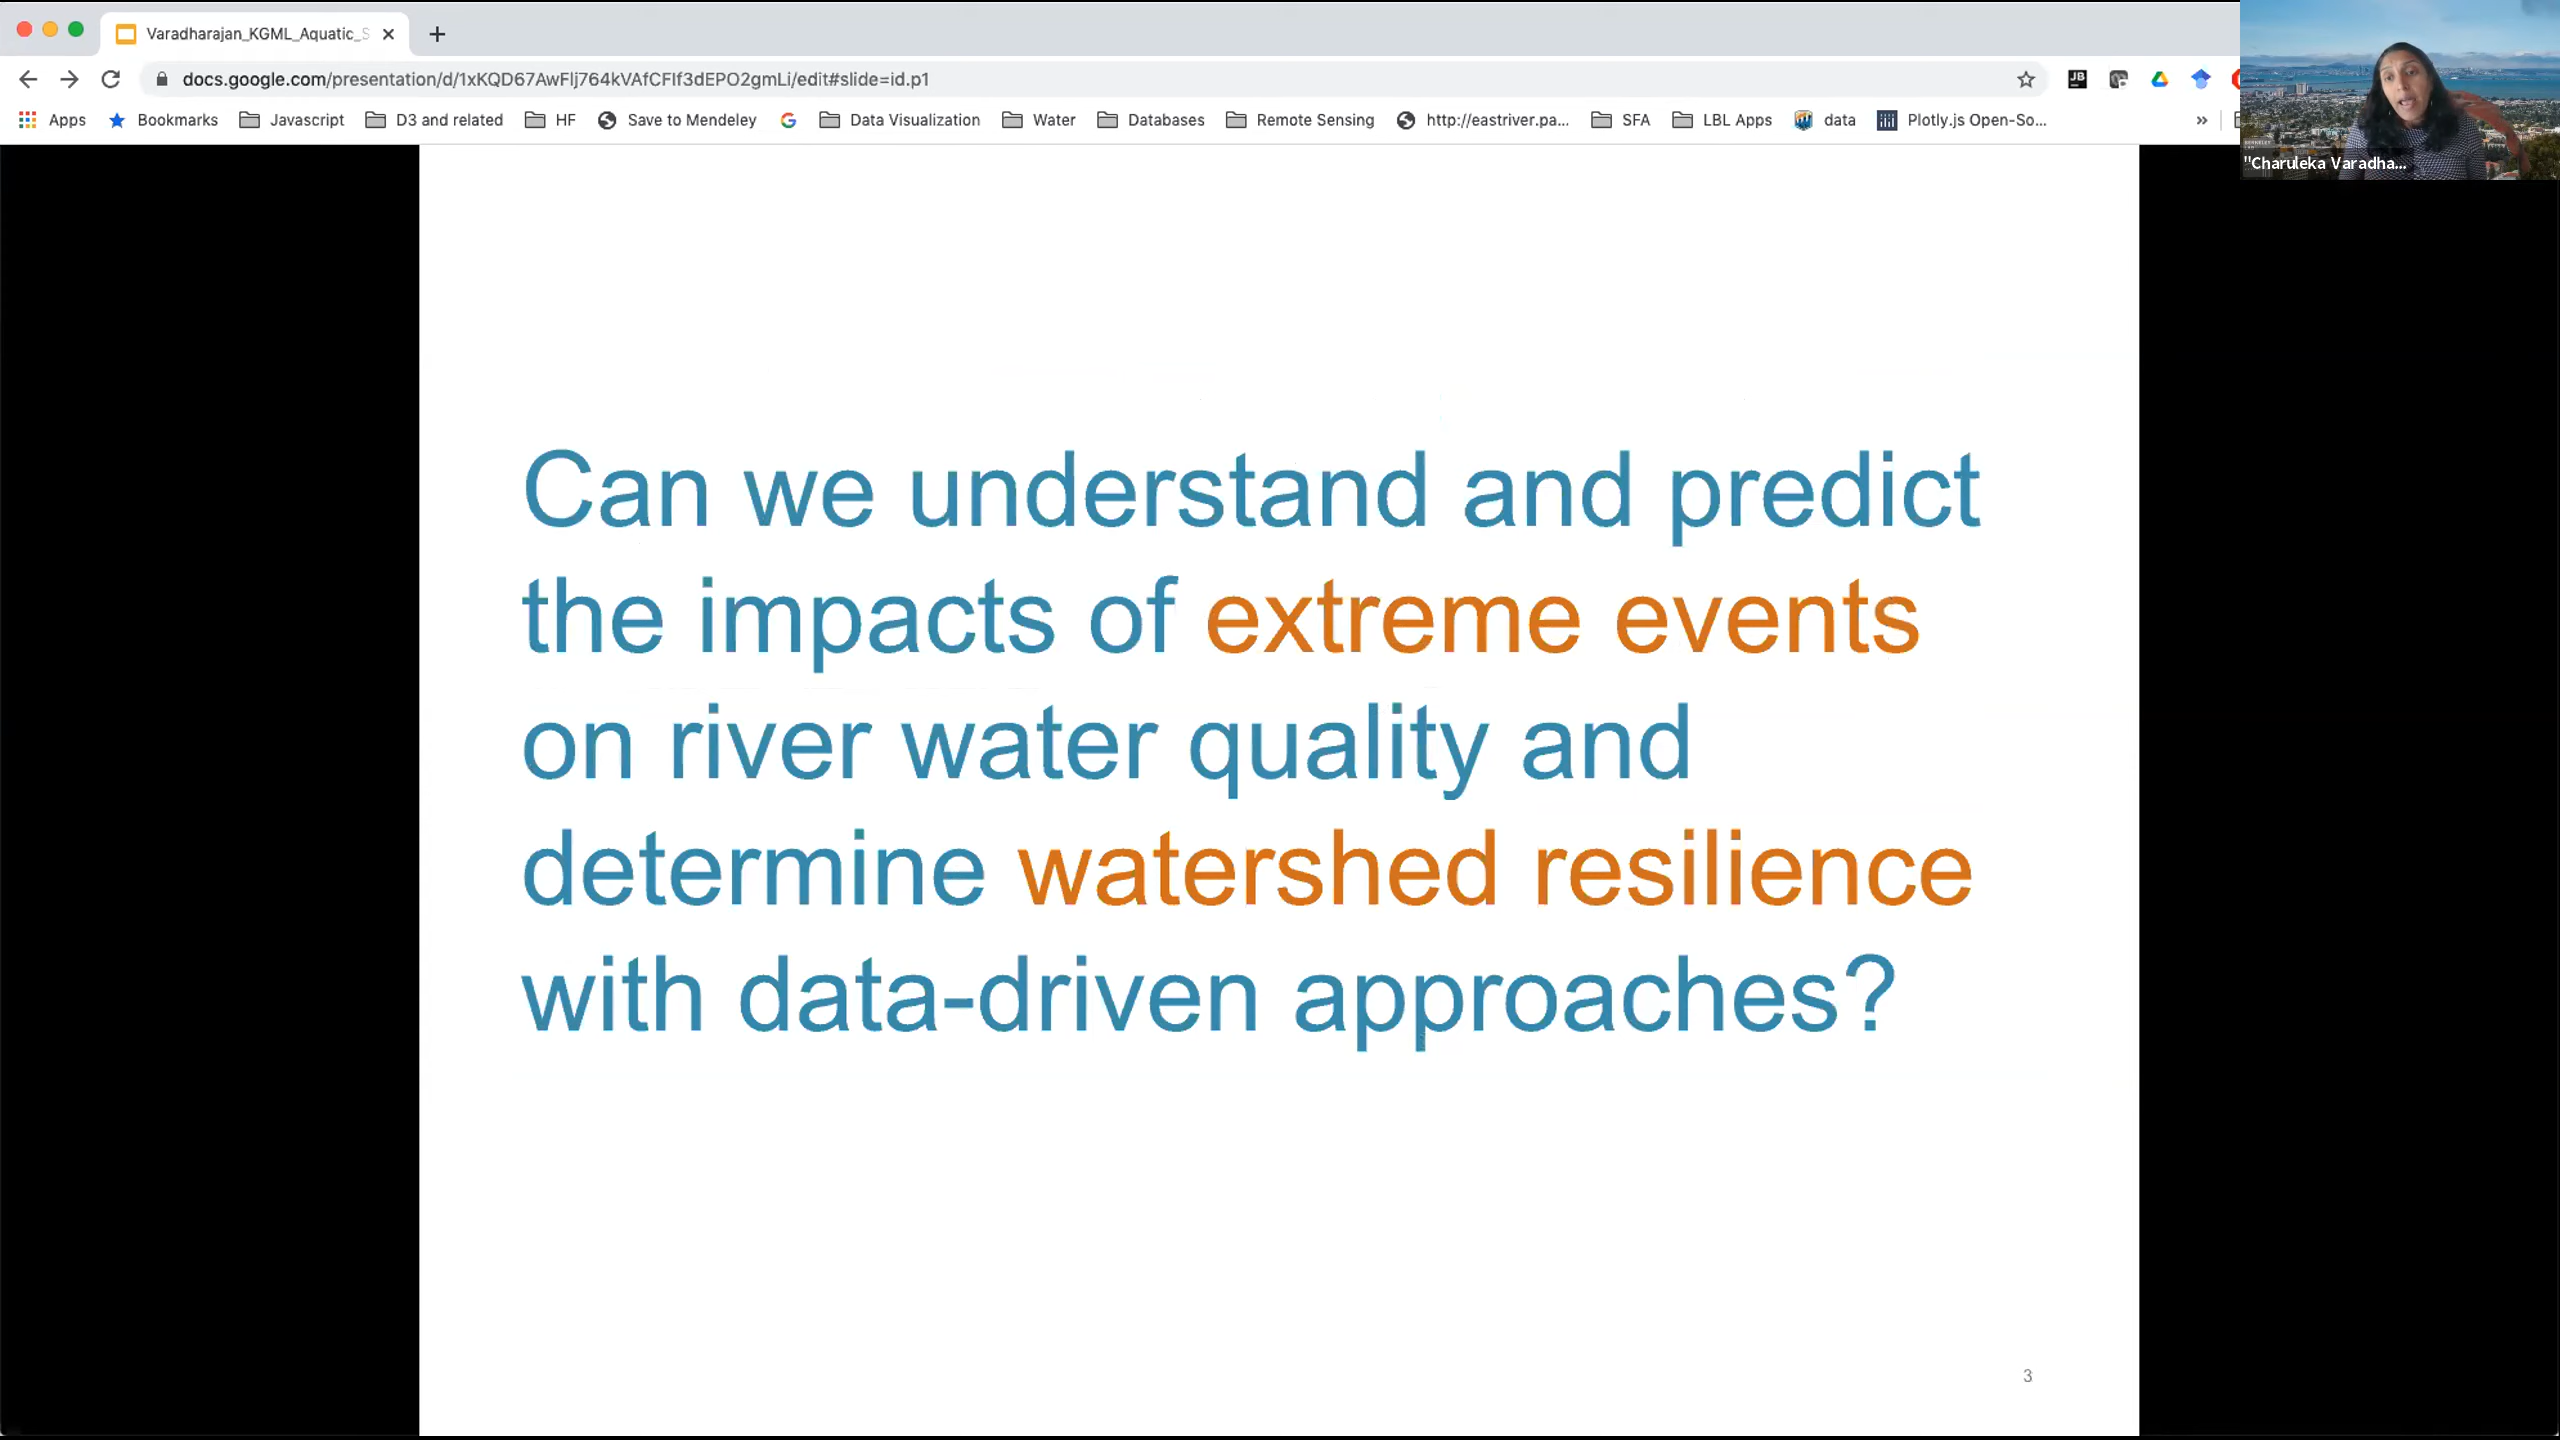 Varadharajan_KGML_Aquatic_S
docs.google.com/presentation/d/1xKQD67AwFlj764kVAfCFIf3dEPO2gmLi/edit#slide=id.p1
Apps Bookmarks Javascript D3 and related HF Save to Mendeley Data Visualization Water Databases Remote Sensing http://eastriver.pa... SFA LBL Apps data Plotly.js Open-So...
JB
"Charuleka Varadha...
Can we understand and predict
the impacts of extreme events
on river water quality and
determine watershed resilience
with data-driven approaches?
3